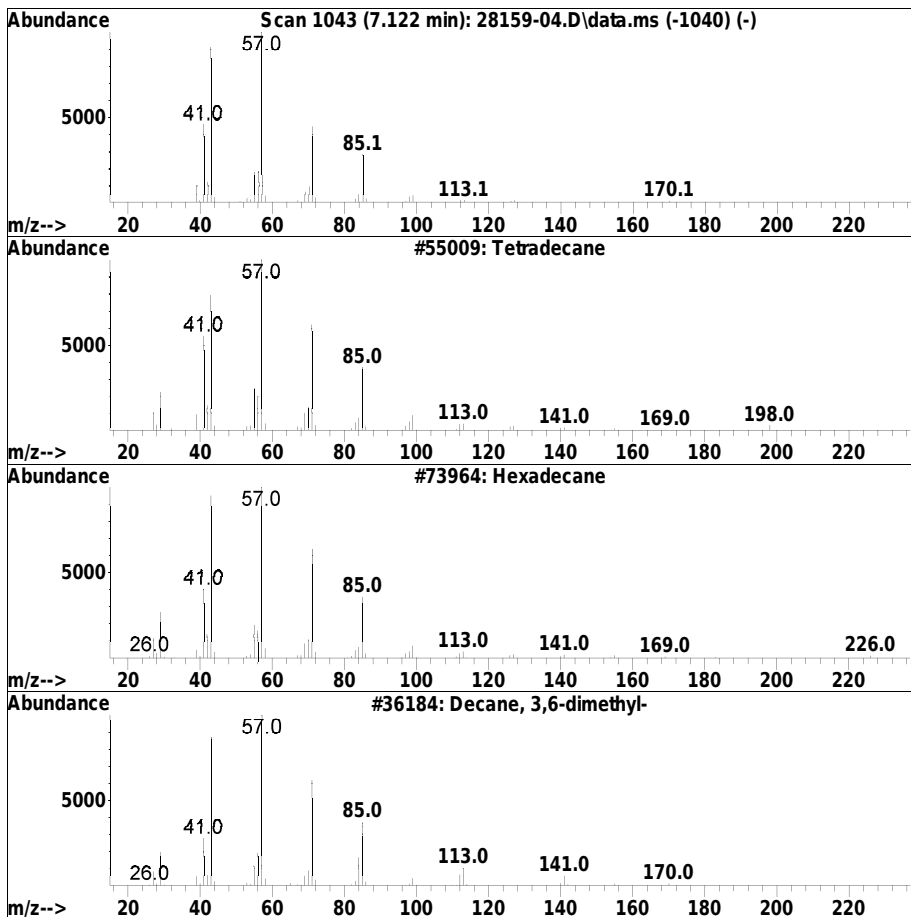 Abundance Scan 1043 (7.122 min): 28159-04.D\data.ms (-1040) (-)
57.0
41.0
5000
85.1
113.1 170.1
m/z--> 20 40 60 80 100 120 140 160 180 200 220
Abundance #55009: Tetradecane
57.0
41.0
5000
85.0
113.0 141.0 169.0 198.0
m/z--> 20 40 60 80 100 120 140 160 180 200 220
Abundance #73964: Hexadecane
57.0
5000 41.0
85.0
26.0 113.0 141.0 169.0 226.0
m/z--> 20 40 60 80 100 120 140 160 180 200 220
Abundance #36184: Decane, 3,6-dimethyl-
57.0
5000
85.0
41.0
113.0
26.0 141.0 170.0
m/z--> 20 40 60 80 100 120 140 160 180 200 220